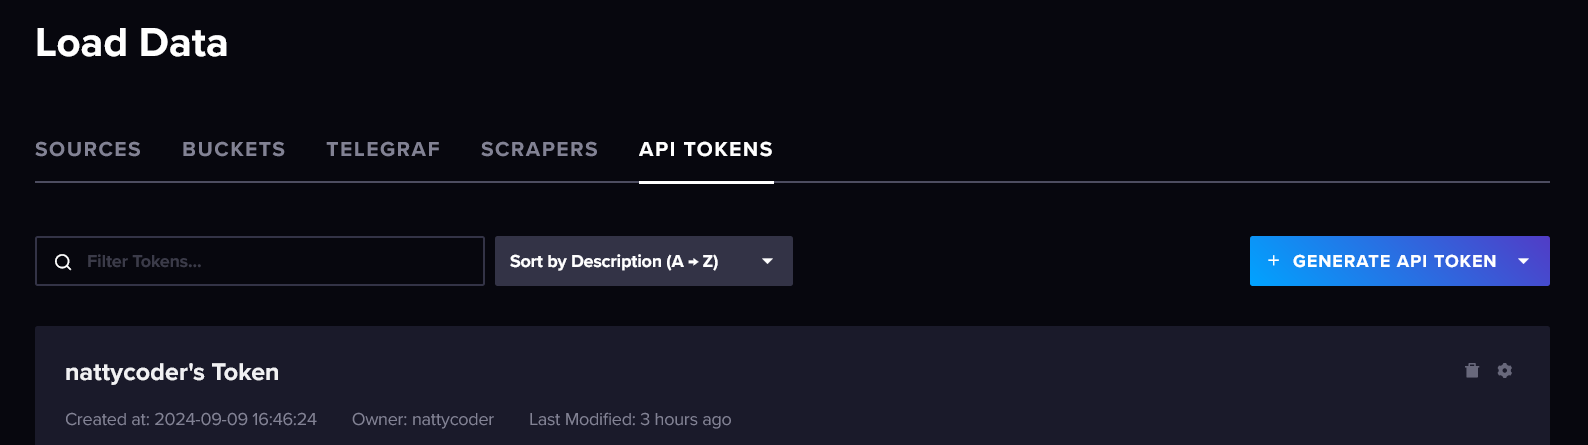 Load Data
SOURCES BUCKETS TELEGRAF SCRAPERS API TOKENS
Filter Tokens... Sort by Description (A → Z) + GENERATE API TOKEN
nattycoder's Token
Created at: 2024-09-09 16:46:24 Owner: nattycoder Last Modified: 3 hours ago